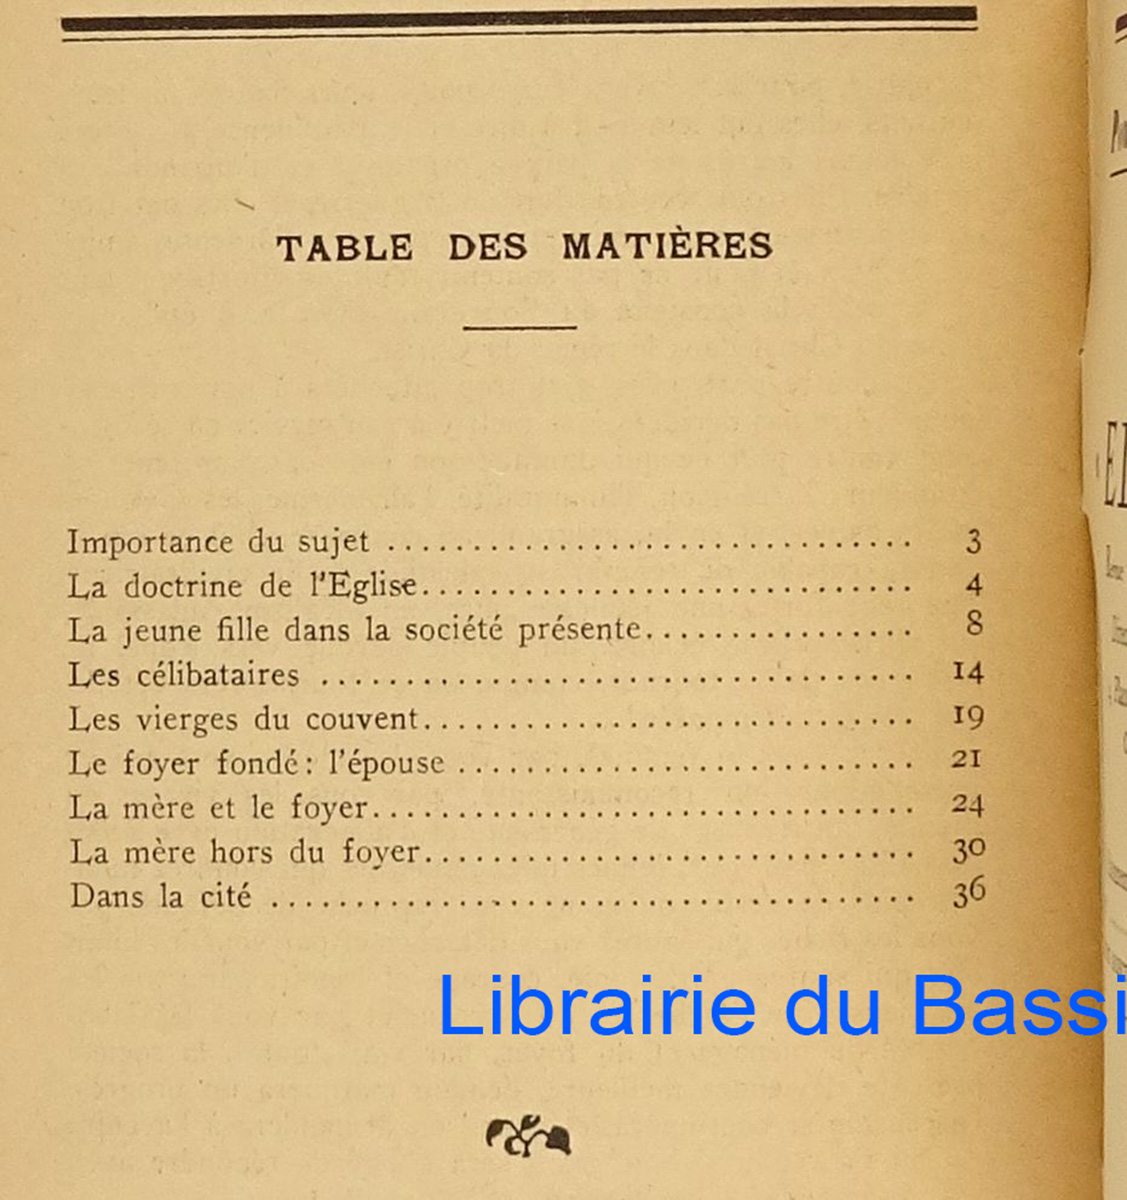 TABLE DES MATIÈRES
Importance du sujet ................................ 3
La doctrine de l'Eglise.............................. 4
La jeune fille dans la société présente................ 8
Les célibataires ................................... 14
Les vierges du couvent............................. 19
Le foyer fondé: l'épouse ........................... 21
La mère et le foyer................................ 24
La mère hors du foyer............................. 30
Dans la cité ...................................... 36
Librairie du Bassi